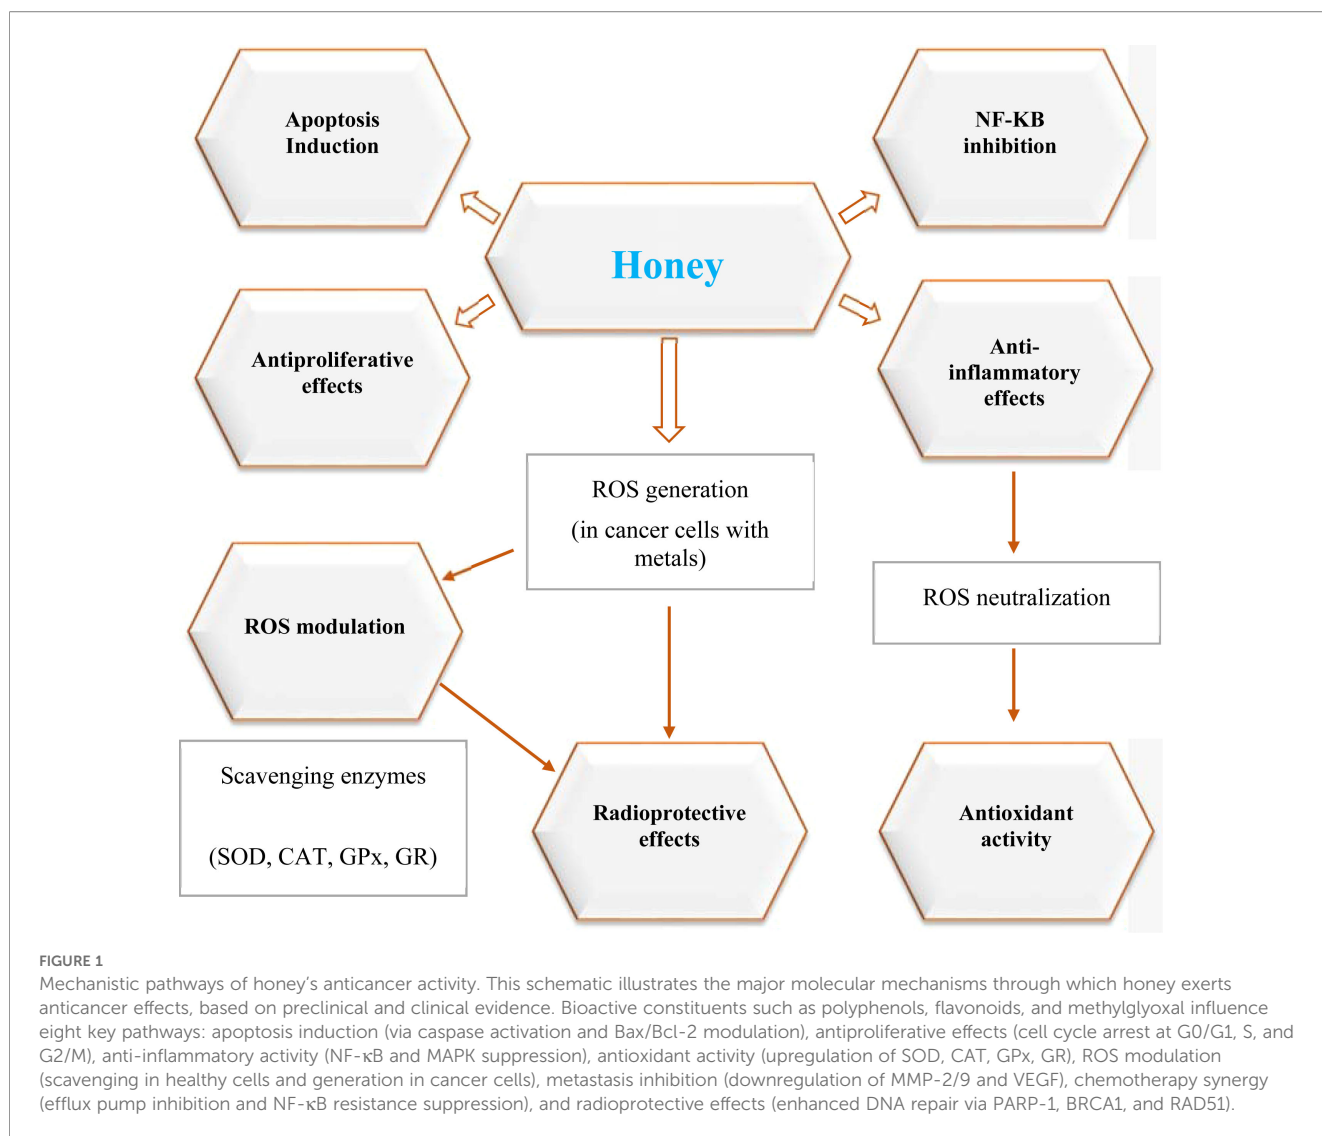 Apoptosis
Induction
NF-KB
inhibition
Honey
Antiproliferative
effects
Anti-
inflammatory
effects
ROS generation
(in cancer cells with
metals)
ROS neutralization
ROS modulation
Scavenging enzymes
(SOD, CAT, GPx, GR)
Radioprotective
effects
Antioxidant
activity
FIGURE 1
Mechanistic pathways of honey’s anticancer activity. This schematic illustrates the major molecular mechanisms through which honey exerts
anticancer effects, based on preclinical and clinical evidence. Bioactive constituents such as polyphenols, flavonoids, and methylglyoxal influence
eight key pathways: apoptosis induction (via caspase activation and Bax/Bcl-2 modulation), antiproliferative effects (cell cycle arrest at G0/G1, S, and
G2/M), anti-inflammatory activity (NF-κB and MAPK suppression), antioxidant activity (upregulation of SOD, CAT, GPx, GR), ROS modulation
(scavenging in healthy cells and generation in cancer cells), metastasis inhibition (downregulation of MMP-2/9 and VEGF), chemotherapy synergy
(efflux pump inhibition and NF-κB resistance suppression), and radioprotective effects (enhanced DNA repair via PARP-1, BRCA1, and RAD51).